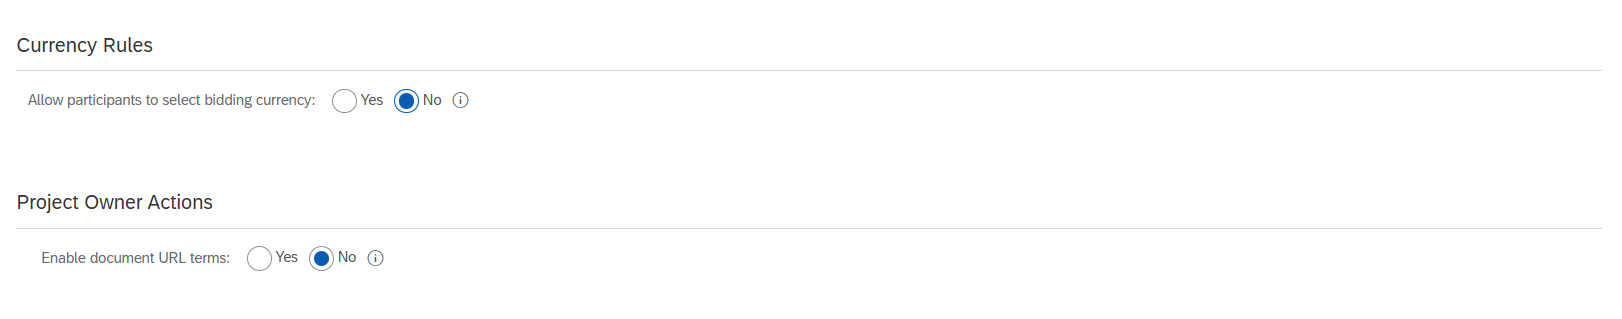 Currency Rules
Allow participants to select bidding currency: Yes No
Project Owner Actions
Enable document URL terms: Yes No